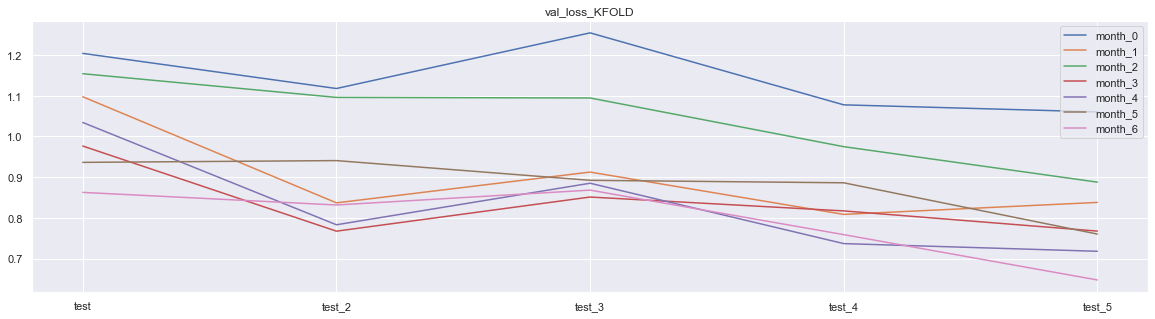 val_loss_KFOLD
1.2
1.1
1.0
0.9
0.8
0.7
month_0
month_1
month_2
month_3
month_4
month_5
month_6
test test_2 test_3 test_4 test_5